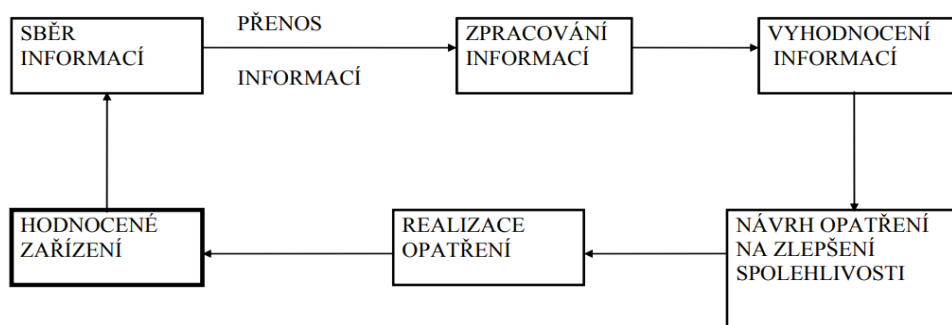 SBĚR
INFORMACÍ
PŘENOS
INFORMACÍ
ZPRACOVÁNÍ
INFORMACÍ
VYHODNOCENÍ
INFORMACÍ
HODNOCENÉ
ZAŘÍZENÍ
REALIZACE
OPATŘENÍ
NÁVRH OPATŘENÍ
NA ZLEPŠENÍ
SPOLEHLIVOSTI